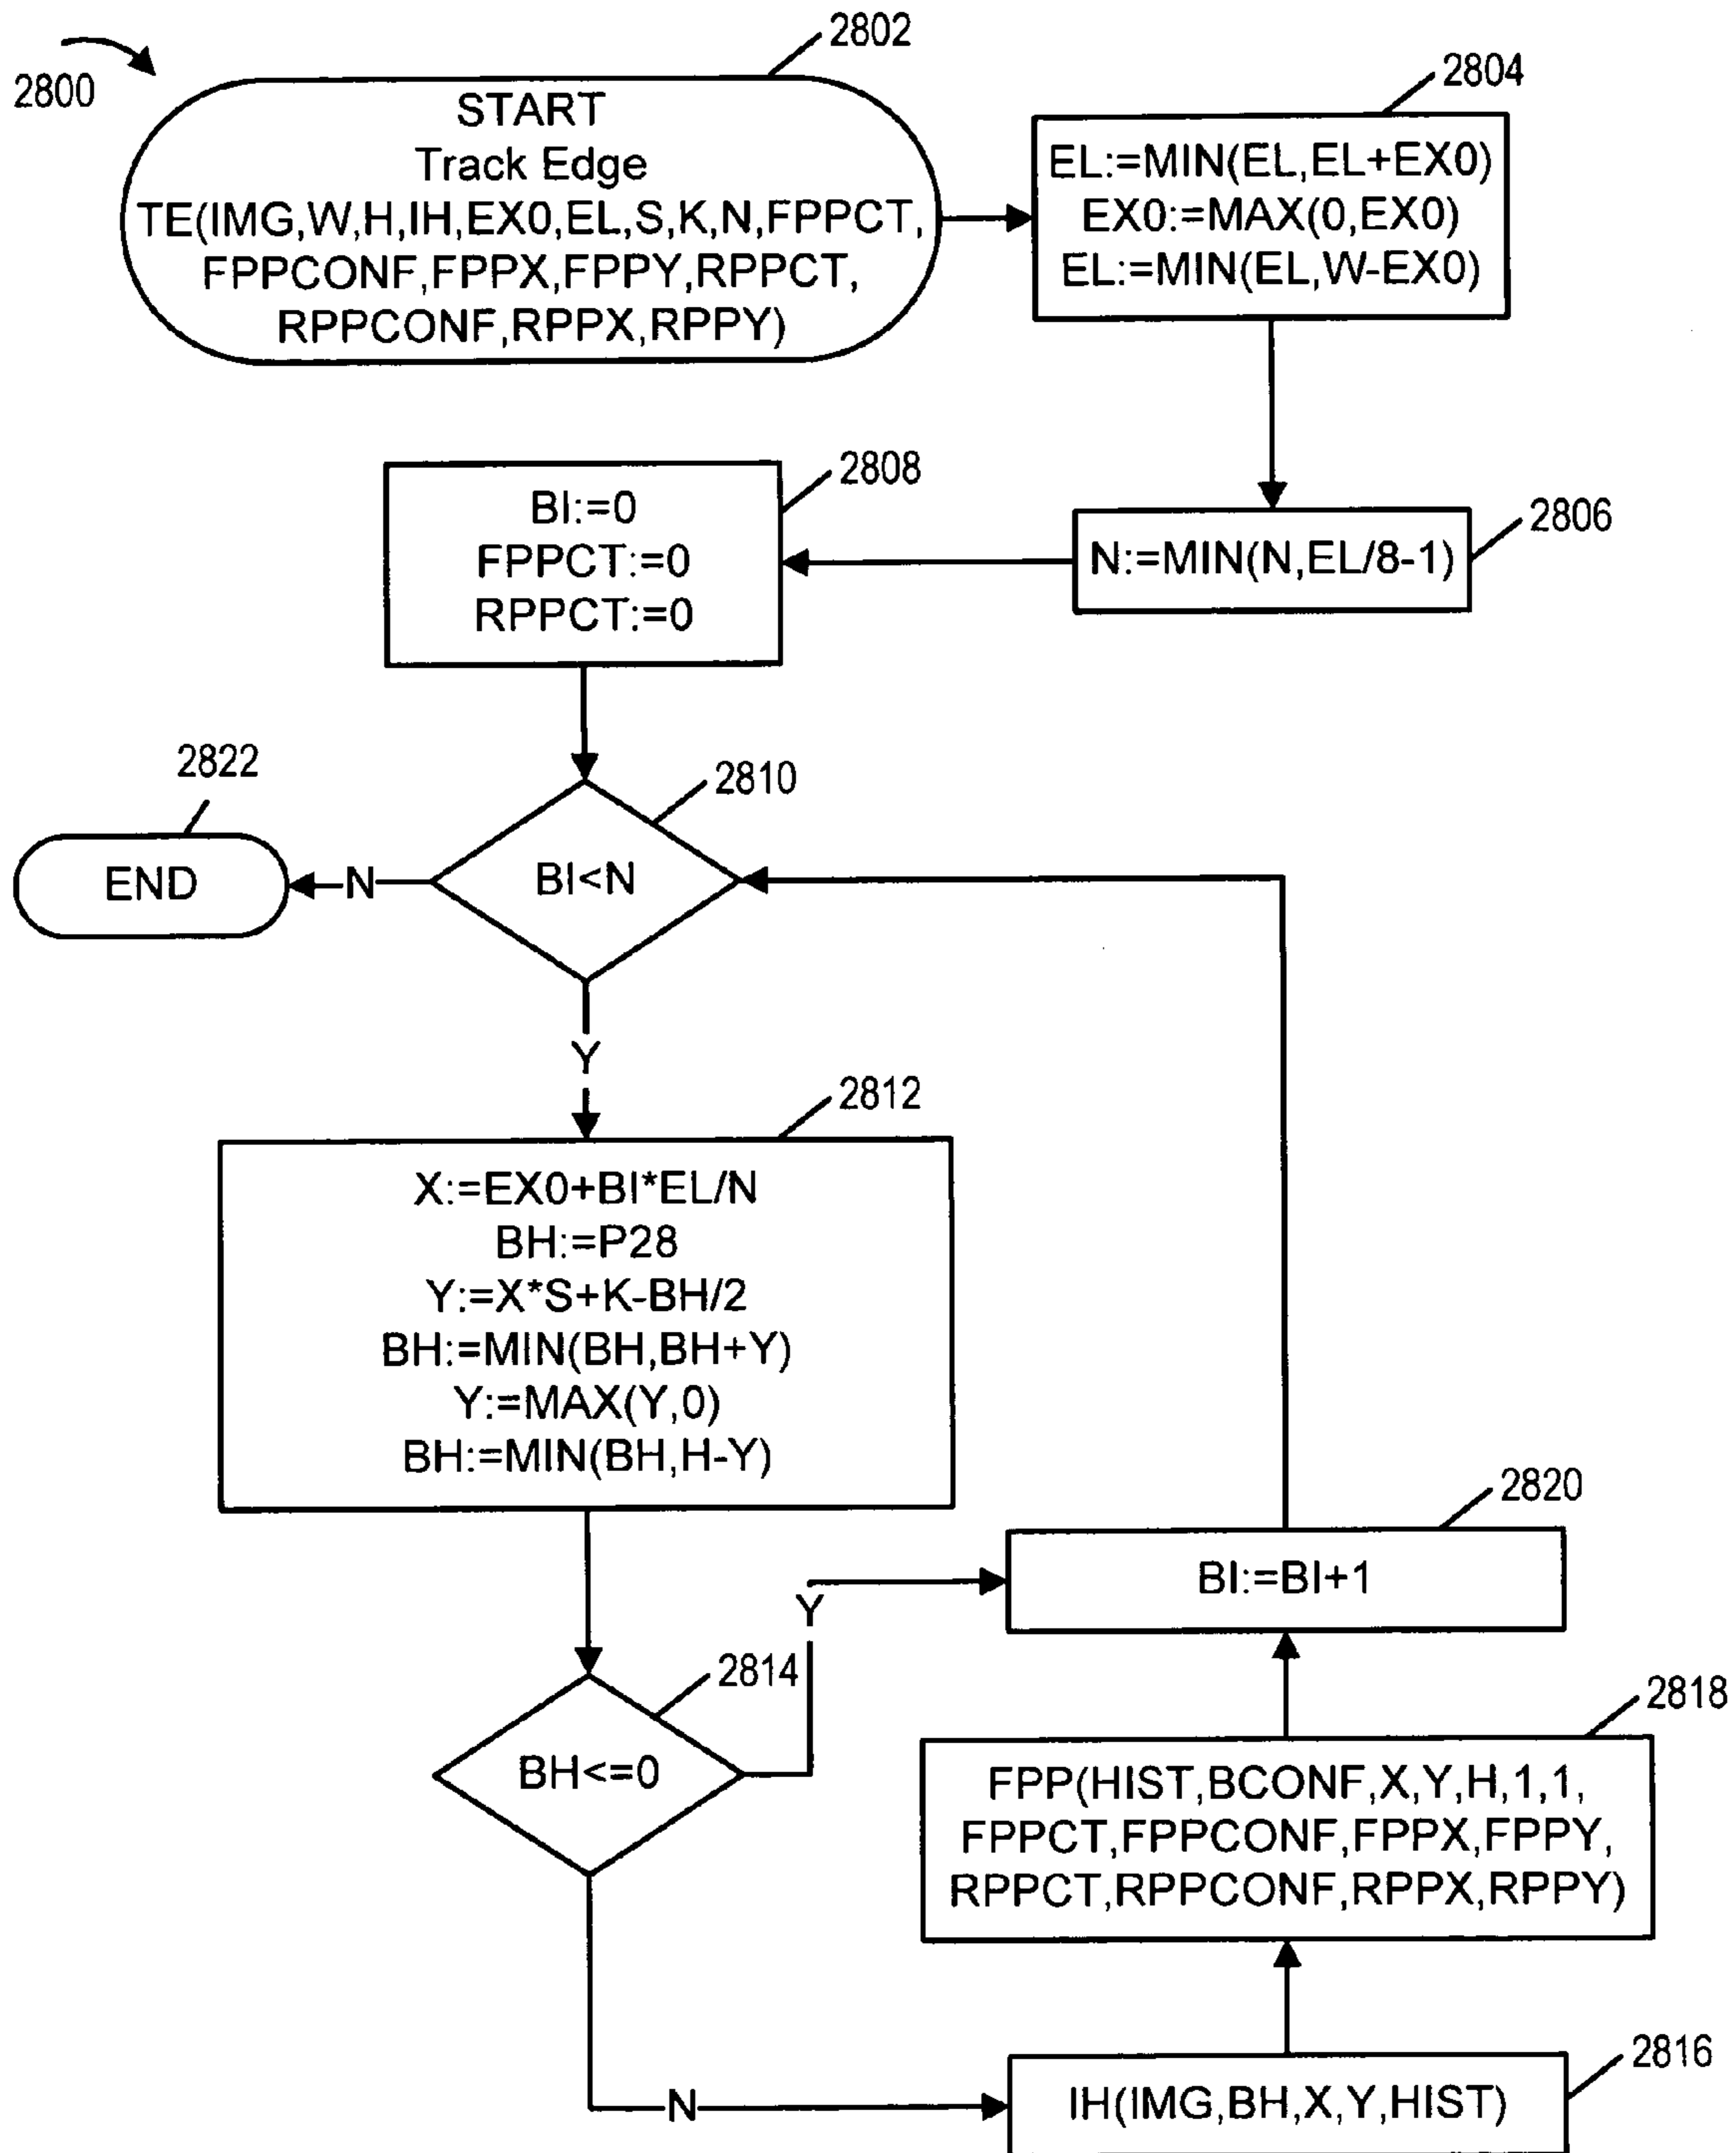 2800
2802
START
Track Edge
TE(IMG,W,H,IH,EX0,EL,S,K,N,FPPCT,
FPPCONF,FPPX,FPPY,RPPCT,
RPPCONF,RPPX,RPPY)
2804
EL:=MIN(EL,EL+EX0)
EX0:=MAX(0,EX0)
EL:=MIN(EL,W-EX0)
2806
N:=MIN(N,EL/8-1)
2808
BI:=0
FPPCT:=0
RPPCT:=0
2810
BI<N
N
2822
END
Y
2812
X:=EX0+BI*EL/N
BH:=P28
Y:=X*S+K-BH/2
BH:=MIN(BH,BH+Y)
Y:=MAX(Y,0)
BH:=MIN(BH,H-Y)
2814
BH<=0
Y
N
2816
IH(IMG,BH,X,Y,HIST)
2818
FPP(HIST,BCONF,X,Y,H,1,1,
FPPCT,FPPCONF,FPPX,FPPY,
RPPCT,RPPCONF,RPPX,RPPY)
2820
BI:=BI+1